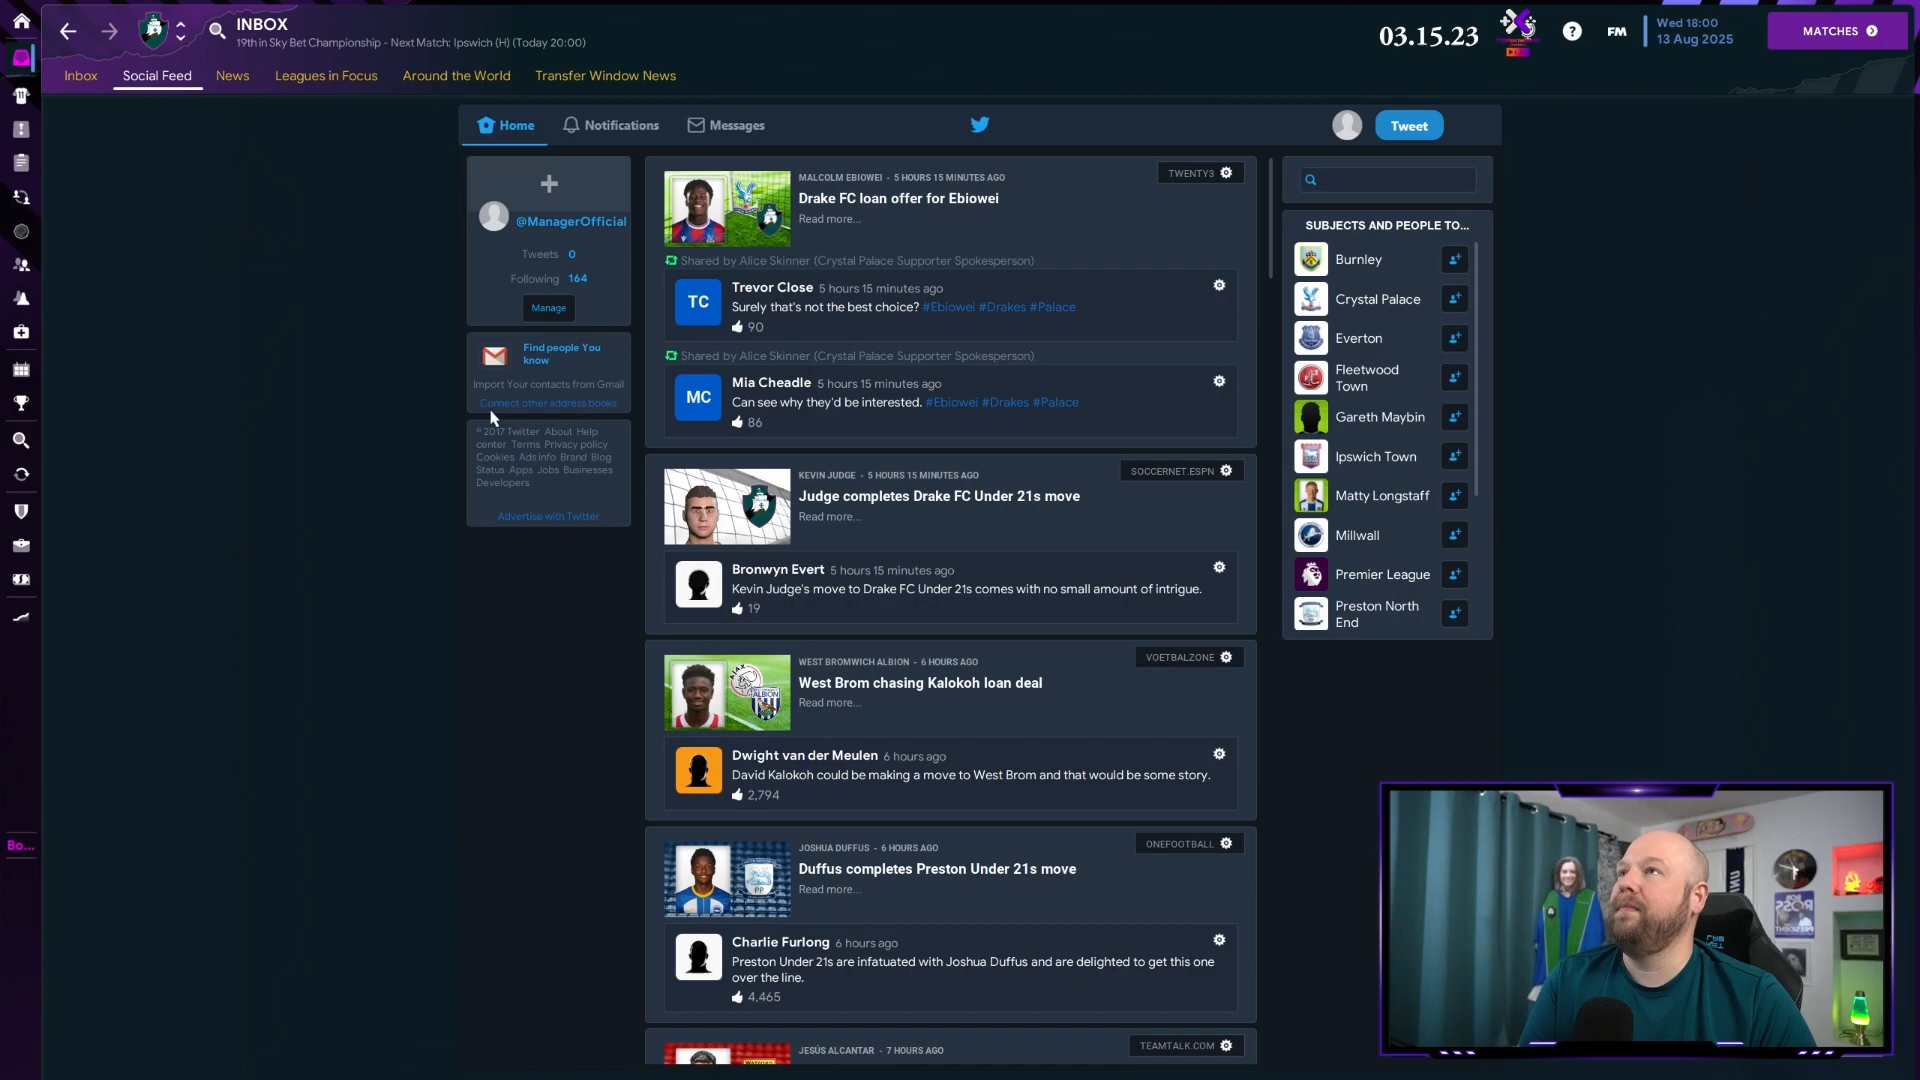 INBOX
19th in Sky Bet Championship - Next Match: Ipswich (H) (Today 20:00)
03.15.23
FM
Wed 18:00
13 Aug 2025
MATCHES
Inbox
Social Feed
News
Leagues in Focus
Around the World
Transfer Window News
Home
Notifications
Messages
Tweet
@ManagerOfficial
Tweets 0
Following 164
Manage
Find people You
know
Import Your contacts from Gmail
Connect other address books
© 2017 Twitter About Help
center Terms Privacy policy
Cookies Ads info Brand Blog
Status Apps Jobs Businesses
Developers
Advertise with Twitter
Bo...
MALCOLM EBIOWEI - 5 HOURS 15 MINUTES AGO
TWENTY3
Drake FC loan offer for Ebiowei
Read more...
Shared by Alice Skinner (Crystal Palace Supporter Spokesperson)
TC
Trevor Close 5 hours 15 minutes ago
Surely that's not the best choice? #Ebiowei #Drakes #Palace
90
Shared by Alice Skinner (Crystal Palace Supporter Spokesperson)
MC
Mia Cheadle 5 hours 15 minutes ago
Can see why they'd be interested. #Ebiowei #Drakes #Palace
86
KEVIN JUDGE - 5 HOURS 15 MINUTES AGO
SOCCERNET.ESPN
Judge completes Drake FC Under 21s move
Read more...
Bronwyn Evert 5 hours 15 minutes ago
Kevin Judge's move to Drake FC Under 21s comes with no small amount of intrigue.
19
WEST BROMWICH ALBION - 6 HOURS AGO
VOETBALZONE
West Brom chasing Kalokoh loan deal
Read more...
Dwight van der Meulen 6 hours ago
David Kalokoh could be making a move to West Brom and that would be some story.
2,794
JOSHUA DUFFUS - 6 HOURS AGO
ONEFOOTBALL
Duffus completes Preston Under 21s move
Read more...
Charlie Furlong 6 hours ago
Preston Under 21s are infatuated with Joshua Duffus and are delighted to get this one
over the line.
4,465
JESÚS ALCANTAR - 7 HOURS AGO
TEAMTALK.COM
SUBJECTS AND PEOPLE TO...
Burnley
Crystal Palace
Everton
Fleetwood
Town
Gareth Maybin
Ipswich Town
Matty Longstaff
Millwall
Premier League
Preston North
End